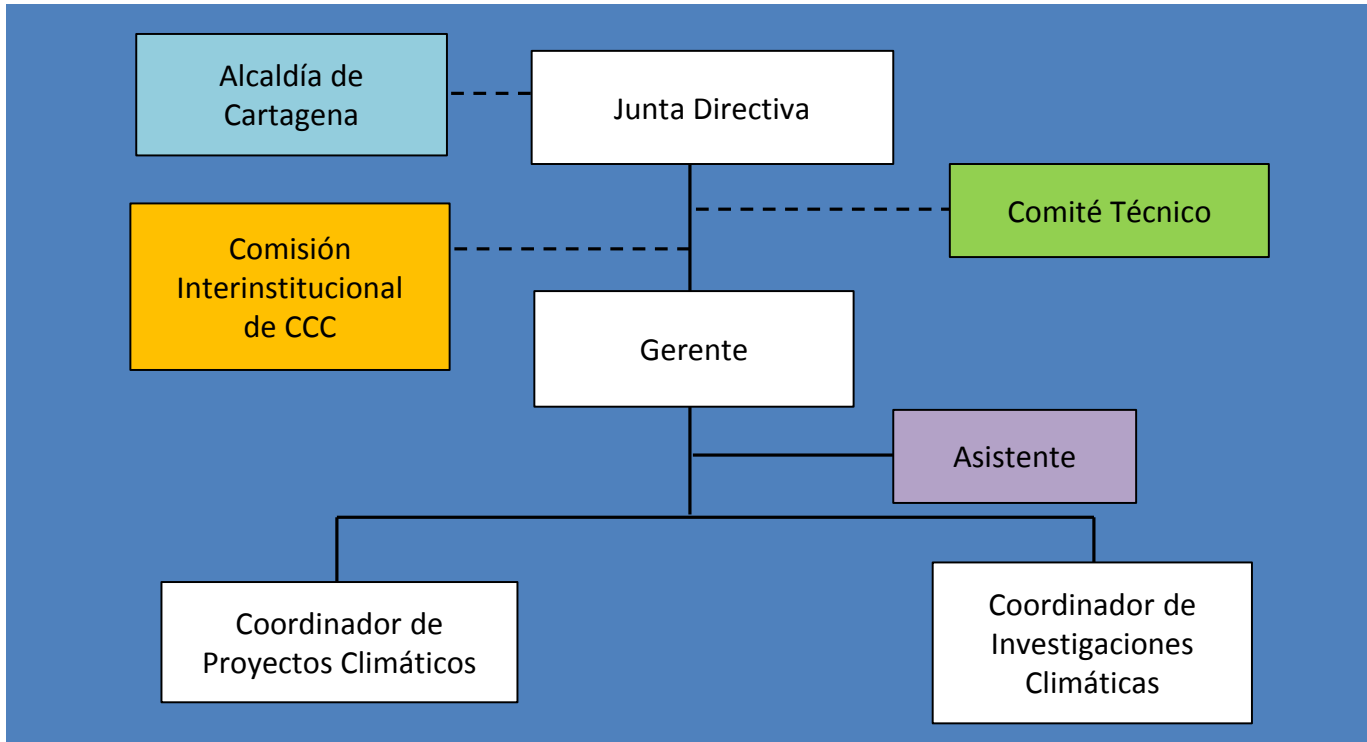 Alcaldía de
Cartagena
Junta Directiva
Comité Técnico
Comisión
Interinstitucional
de CCC
Gerente
Asistente
Coordinador de
Proyectos Climáticos
Coordinador de
Investigaciones
Climáticas